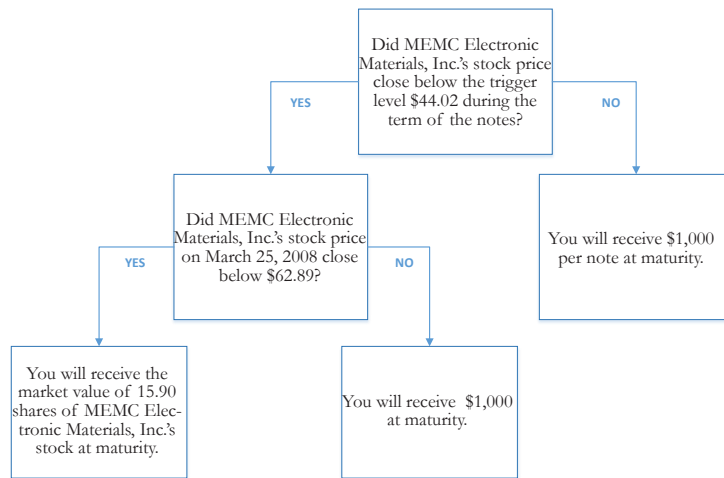 Did MEMC Electronic
Materials, Inc.'s stock price
close below the trigger
level $44.02 during the
term of the notes?
YES
NO
Did MEMC Electronic
Materials, Inc.'s stock price
on March 25, 2008 close
below $62.89?
You will receive $1,000
per note at maturity.
YES
NO
You will receive the
market value of 15.90
shares of MEMC Elec-
tronic Materials, Inc.'s
stock at maturity.
You will receive $1,000
at maturity.